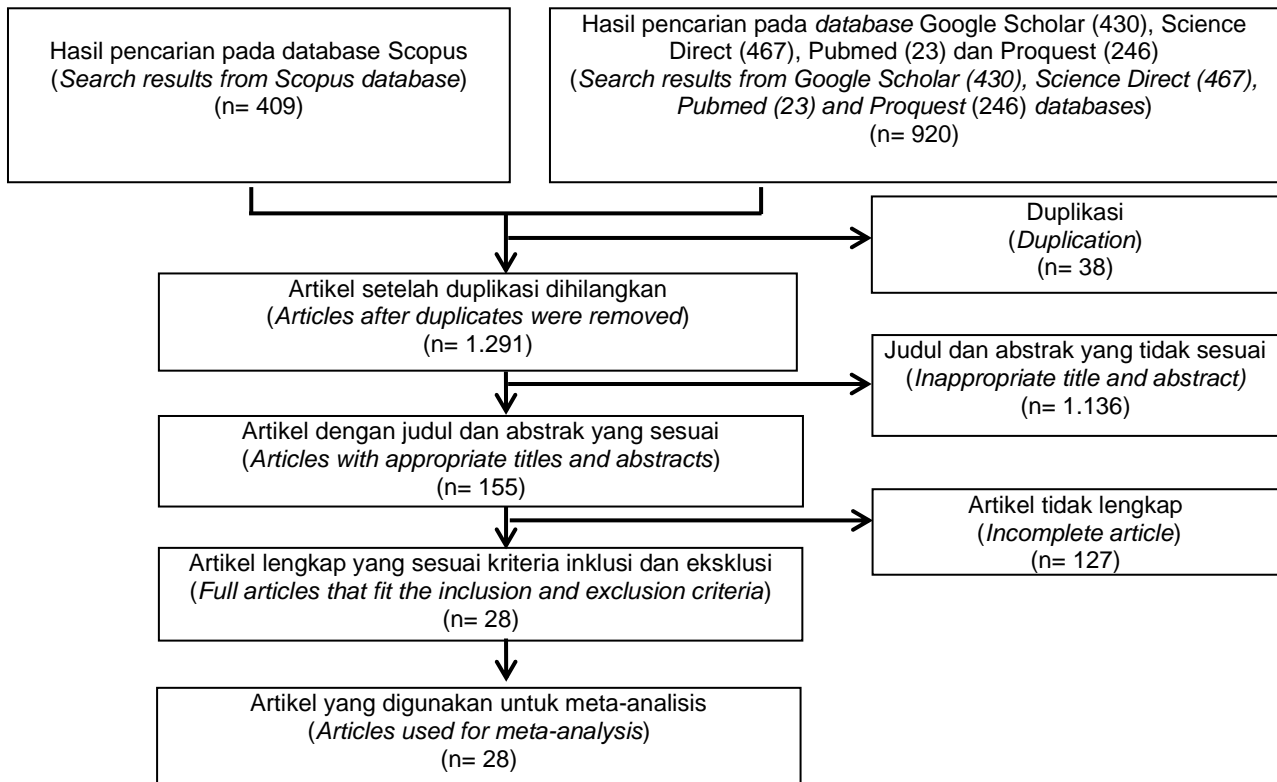 Hasil pencarian pada database Scopus
(Search results from Scopus database)
(n= 409)
Hasil pencarian pada database Google Scholar (430), Science
Direct (467), Pubmed (23) dan Proquest (246)
(Search results from Google Scholar (430), Science Direct (467),
Pubmed (23) and Proquest (246) databases)
(n= 920)
Duplikasi
(Duplication)
(n= 38)
Artikel setelah duplikasi dihilangkan
(Articles after duplicates were removed)
(n= 1.291)
Judul dan abstrak yang tidak sesuai
(Inappropriate title and abstract)
(n= 1.136)
Artikel dengan judul dan abstrak yang sesuai
(Articles with appropriate titles and abstracts)
(n= 155)
Artikel tidak lengkap
(Incomplete article)
(n= 127)
Artikel lengkap yang sesuai kriteria inklusi dan eksklusi
(Full articles that fit the inclusion and exclusion criteria)
(n= 28)
Artikel yang digunakan untuk meta-analisis
(Articles used for meta-analysis)
(n= 28)